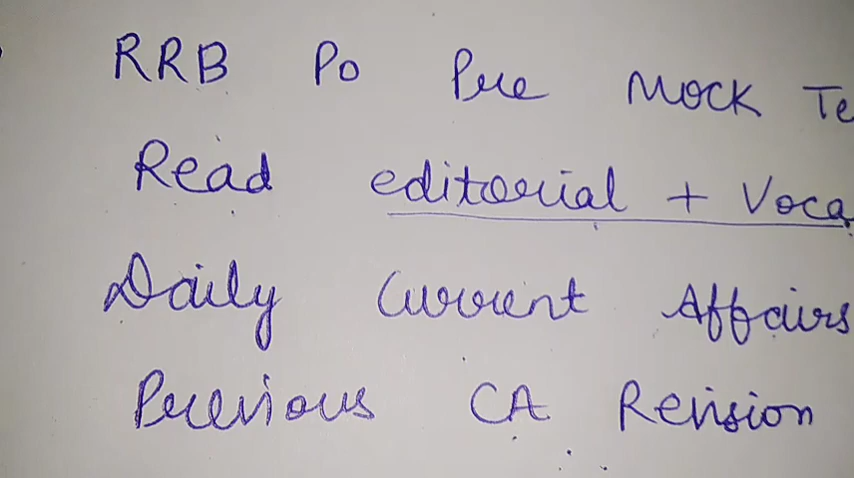 RRB Po Pre Mock Te
Read editorial + Voca
Daily Current Affairs
Previous CA Revision